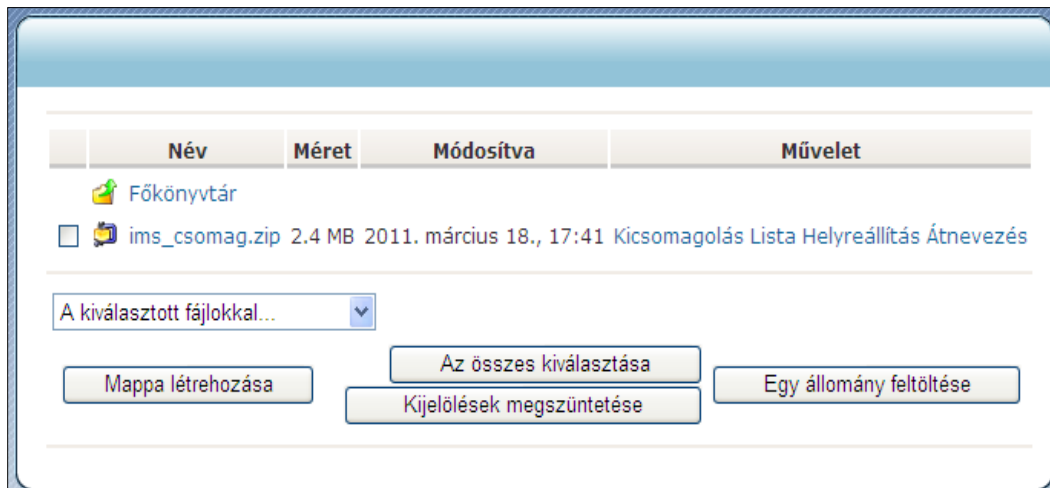 Név Méret Módosítva Művelet
Főkönyvtár
ims_csomag.zip 2.4 MB 2011. március 18., 17:41 Kicsomagolás Lista Helyreállítás Átnevezés
A kiválasztott fájlokkal...
Az összes kiválasztása
Mappa létrehozása
Egy állomány feltöltése
Kijelölések megszüntetése